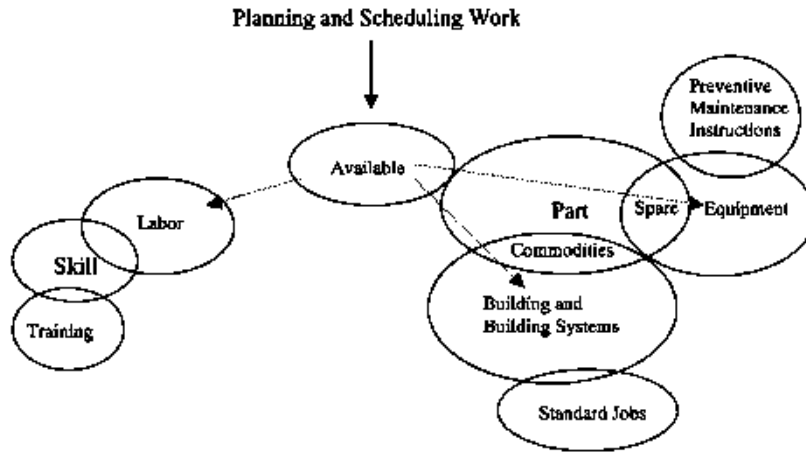 Planning and Scheduling Work
Preventive
Maintenance
Instructions
Available
Labor
Part
Spare
Equipment
Skill
Commodities
Training
Building and
Building Systems
Standard Jobs